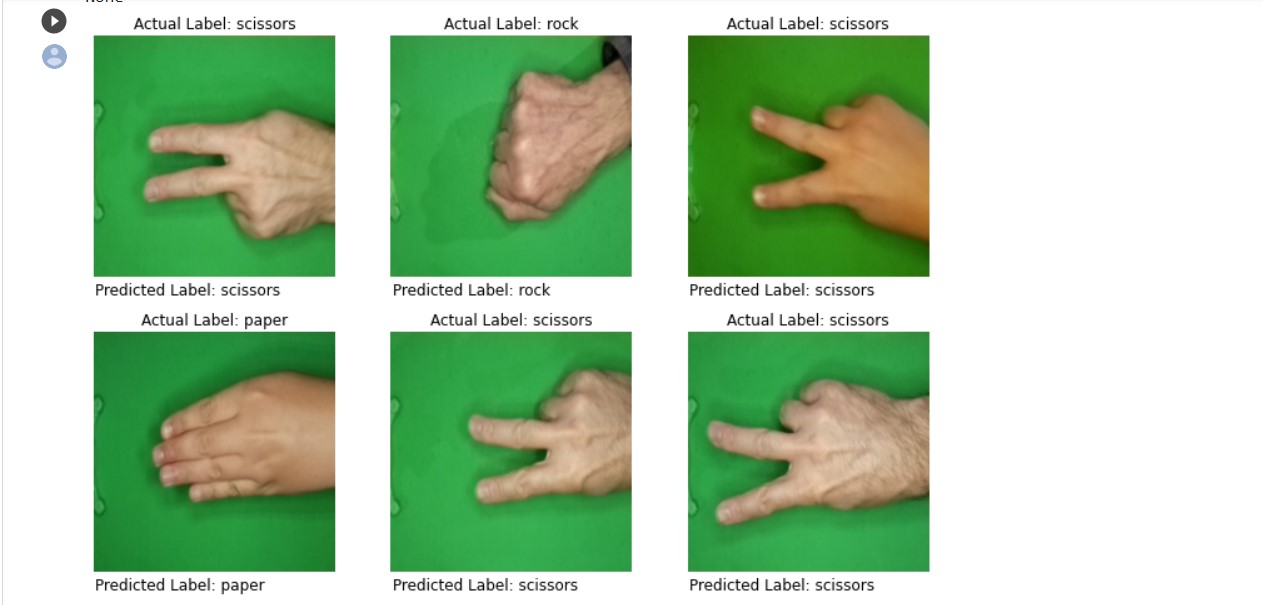 None
Actual Label: scissors
Actual Label: rock
Actual Label: scissors
Predicted Label: scissors
Predicted Label: rock
Predicted Label: scissors
Actual Label: paper
Actual Label: scissors
Actual Label: scissors
Predicted Label: paper
Predicted Label: scissors
Predicted Label: scissors